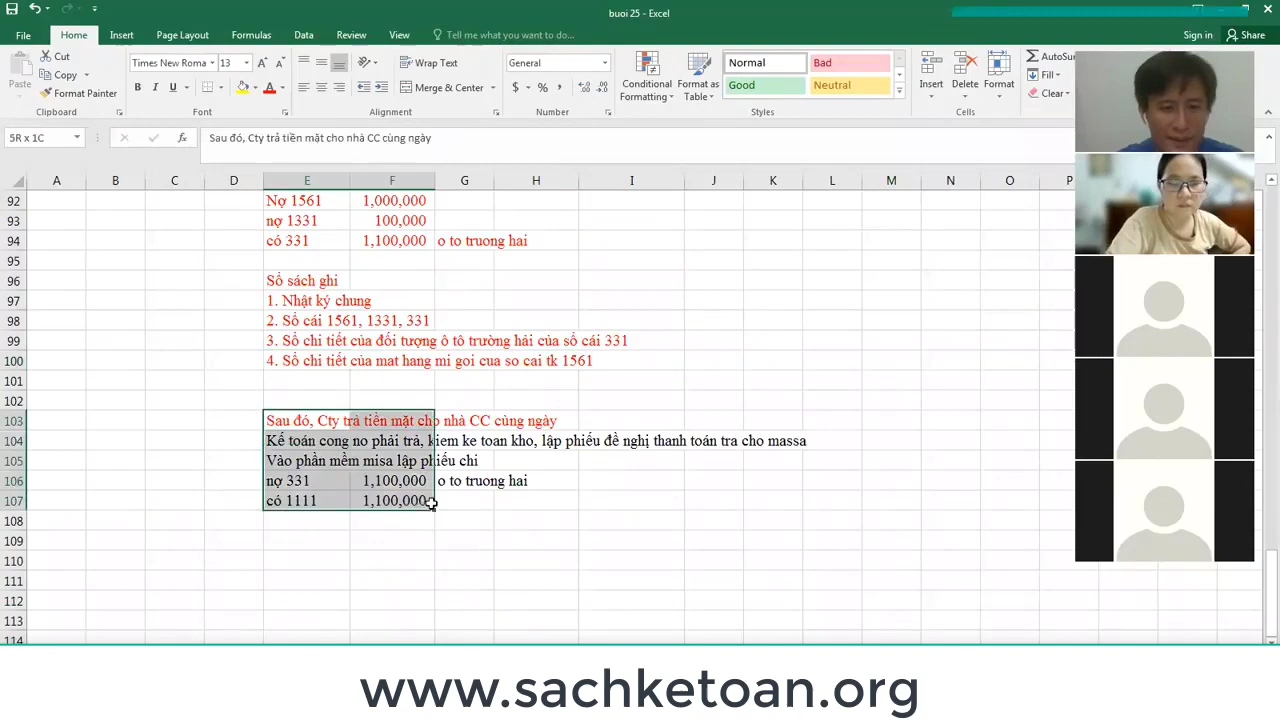 buoi 25 - Excel
File Home Insert Page Layout Formulas Data Review View Tell me what you want to do... Sign in Share
Paste Cut Copy Format Painter
Times New Roma 12 General
B I U
Wrap Text
Merge & Center
$ % ,
Conditional Formatting
Format as Table
Normal Bad
Good Neutral
Insert Delete Format
AutoSu
Fill
Clear
Clipboard Font Alignment Number Styles Cells
5R x 1C fx Sau đó, Cty trả tiền mặt cho nhà CC cùng ngày
A B C D E F G H I J K L M N O P
92 Nợ 1561 1,000,000
93 nợ 1331 100,000
94 có 331 1,100,000 o to truong hai
95
96 Sổ sách ghi
97 1. Nhật ký chung
98 2. Sổ cái 1561, 1331, 331
99 3. Sổ chi tiết của đối tượng ô tô trường hải của sổ cái 331
100 4. Sổ chi tiết của mat hang mi goi cua so cai tk 1561
101
102
103 Sau đó, Cty trả tiền mặt cho nhà CC cùng ngày
104 Kế toán cong no phải trả, kiem ke toan kho, lập phiếu đề nghị thanh toán tra cho massa
105 Vào phần mềm misa lập phiếu chi
106 nợ 331 1,100,000 o to truong hai
107 có 1111 1,100,000
108
109
110
111
112
113
114
www.sachketoan.org